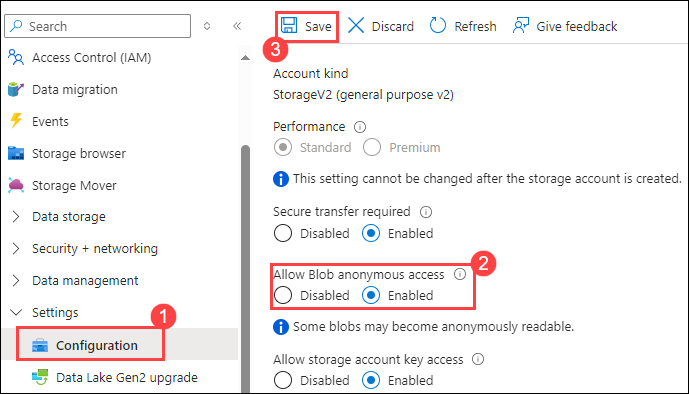 Search
Access Control (IAM)
Data migration
Events
Storage browser
Storage Mover
Data storage
Security + networking
Data management
Settings
1
Configuration
Data Lake Gen2 upgrade
Save
Discard
Refresh
Give feedback
3
Account kind
StorageV2 (general purpose v2)
Performance
Standard Premium
This setting cannot be changed after the storage account is created.
Secure transfer required
Disabled Enabled
2
Allow Blob anonymous access
Disabled Enabled
Some blobs may become anonymously readable.
Allow storage account key access
Disabled Enabled